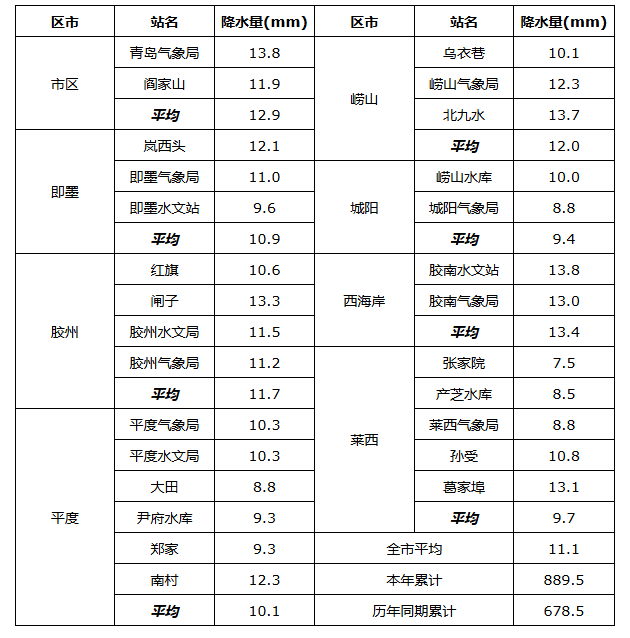 区市 站名 降水量(mm) 区市 站名 降水量(mm)
市区 青岛气象局 13.8 崂山 乌衣巷 10.1
阎家山 11.9 崂山气象局 12.3
平均 12.9 北九水 13.7
即墨 岚西头 12.1 平均 12.0
即墨气象局 11.0 城阳 崂山水库 10.0
即墨水文站 9.6 城阳气象局 8.8
平均 10.9 平均 9.4
胶州 红旗 10.6 西海岸 胶南水文站 13.8
闸子 13.3 胶南气象局 13.0
胶州水文局 11.5 平均 13.4
胶州气象局 11.2 莱西 张家院 7.5
平均 11.7 产芝水库 8.5
平度 平度气象局 10.3 莱西气象局 8.8
平度水文局 10.3 孙受 10.8
大田 8.8 葛家埠 13.1
尹府水库 9.3 平均 9.7
郑家 9.3 全市平均 11.1
南村 12.3 本年累计 889.5
平均 10.1 历年同期累计 678.5